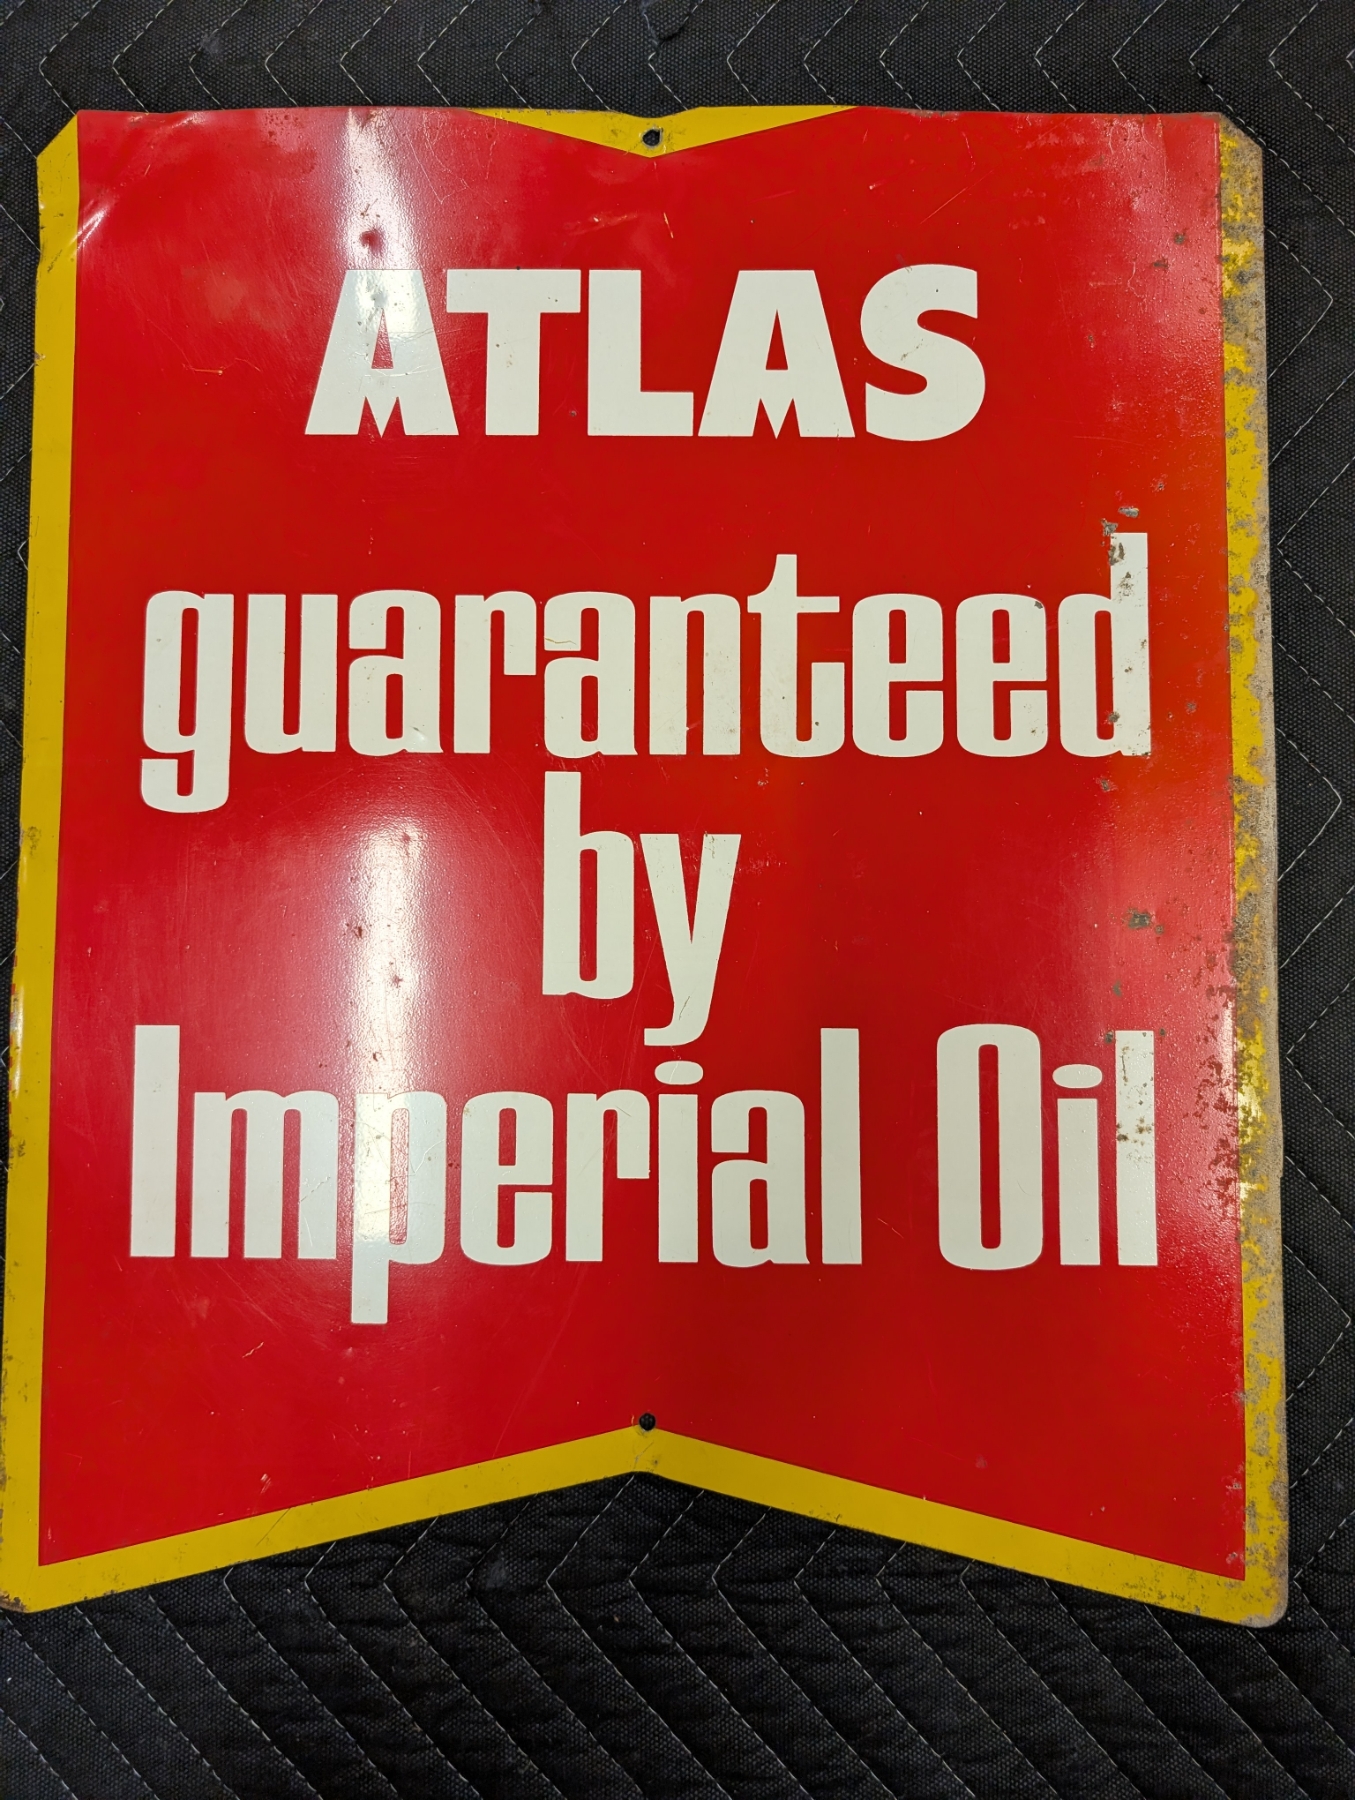 ATLAS
guaranteed
by
Imperial Oil